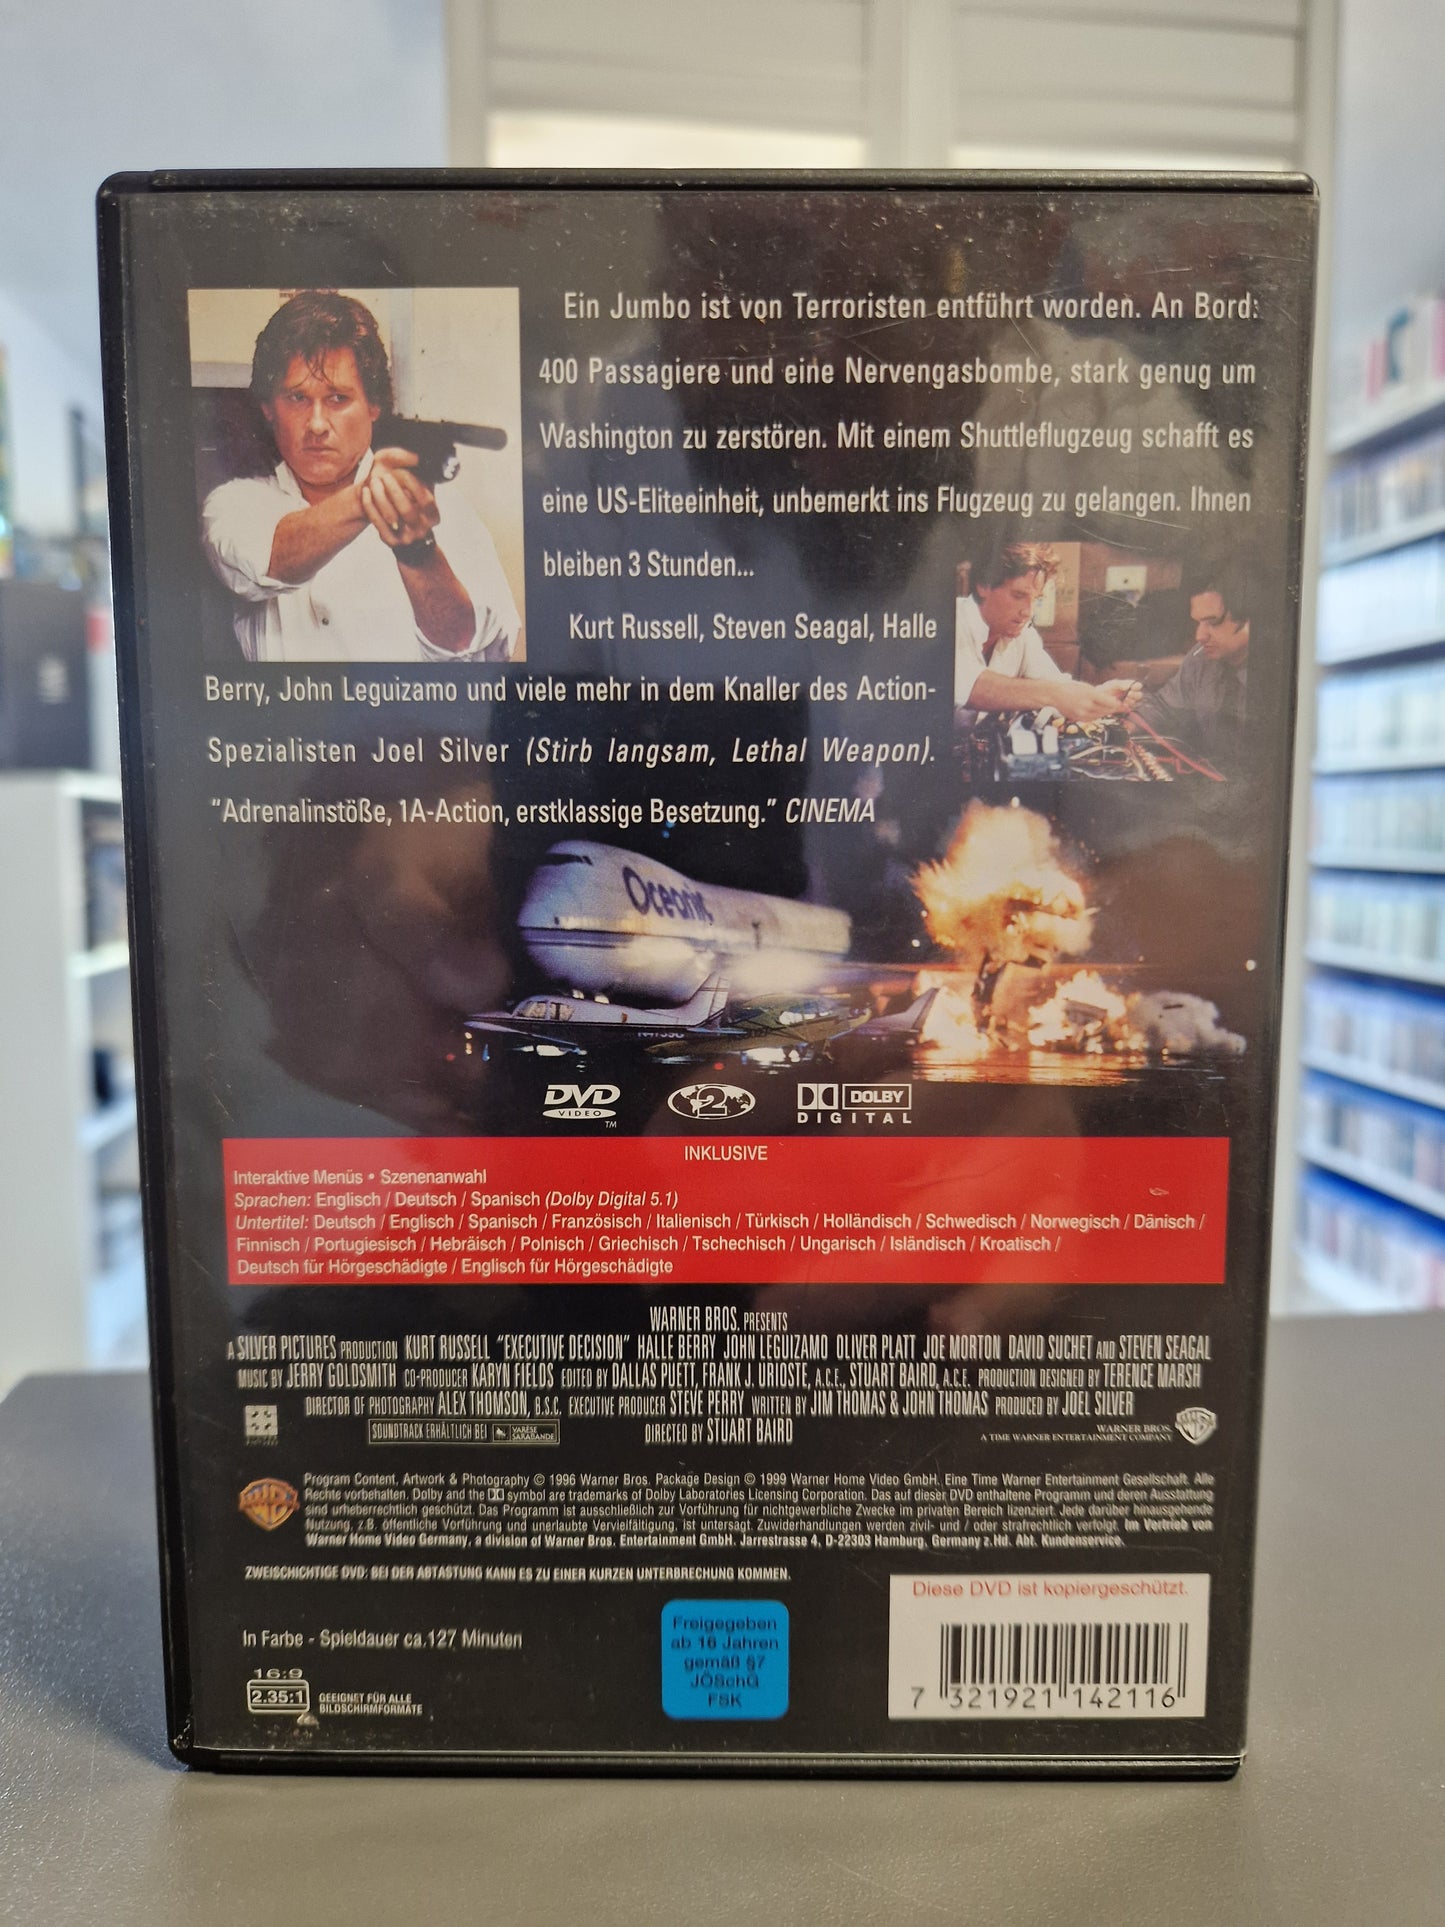 Ein Jumbo ist von Terroristen entführt worden. An Bord:
400 Passagiere und eine Nervengasbombe, stark genug um
Washington zu zerstören. Mit einem Shuttleflugzeug schafft es
eine US-Eliteeinheit, unbemerkt ins Flugzeug zu gelangen. Ihnen
bleiben 3 Stunden...
Kurt Russell, Steven Seagal, Halle
Berry, John Leguizamo und viele mehr in dem Knaller des Action-
Spezialisten Joel Silver (Stirb langsam, Lethal Weapon).
"Adrenalinstöße, 1A-Action, erstklassige Besetzung." CINEMA
Oceanic
DVD VIDEO TM
2
DOLBY DIGITAL
INKLUSIVE
Interaktive Menüs • Szenenanwahl
Sprachen: Englisch / Deutsch / Spanisch (Dolby Digital 5.1)
Untertitel: Deutsch / Englisch / Spanisch / Französisch / Italienisch / Türkisch / Holländisch / Schwedisch / Norwegisch / Dänisch /
Finnisch / Portugiesisch / Hebräisch / Polnisch / Griechisch / Tschechisch / Ungarisch / Isländisch / Kroatisch /
Deutsch für Hörgeschädigte / Englisch für Hörgeschädigte
WARNER BROS. PRESENTS
A SILVER PICTURES PRODUCTION KURT RUSSELL "EXECUTIVE DECISION" HALLE BERRY JOHN LEGUIZAMO OLIVER PLATT JOE MORTON DAVID SUCHET AND STEVEN SEAGAL
MUSIC BY JERRY GOLDSMITH CO-PRODUCER KARYN FIELDS EDITED BY DALLAS PUETT, FRANK J. URIOSTE, A.C.E., STUART BAIRD, A.C.E. PRODUCTION DESIGNED BY TERENCE MARSH
DIRECTOR OF PHOTOGRAPHY ALEX THOMSON, B.S.C. EXECUTIVE PRODUCER STEVE PERRY WRITTEN BY JIM THOMAS & JOHN THOMAS PRODUCED BY JOEL SILVER
SOUNDTRACK ERHÄLTLICH BEI VARÈSE SARABANDE
DIRECTED BY STUART BAIRD
WARNER BROS.
A TIME WARNER ENTERTAINMENT COMPANY
Program Content, Artwork & Photography © 1996 Warner Bros. Package Design © 1999 Warner Home Video GmbH. Eine Time Warner Entertainment Gesellschaft. Alle
Rechte vorbehalten. Dolby and the symbol are trademarks of Dolby Laboratories Licensing Corporation. Das auf dieser DVD enthaltene Programm und deren Ausstattung
sind urheberrechtlich geschützt. Das Programm ist ausschließlich zur Vorführung für nichtgewerbliche Zwecke im privaten Bereich lizenziert. Jede darüber hinausgehende
Nutzung, z.B. öffentliche Vorführung und unerlaubte Vervielfältigung, ist untersagt. Zuwiderhandlungen werden zivil- und / oder strafrechtlich verfolgt. Im Vertrieb von
Warner Home Video Germany, a division of Warner Bros. Entertainment GmbH. Jarrestrasse 4, D-22303 Hamburg, Germany z.Hd. Abt. Kundenservice.
ZWEISCHICHTIGE DVD: BEI DER ABTASTUNG KANN ES ZU EINER KURZEN UNTERBRECHUNG KOMMEN.
Diese DVD ist kopiergeschützt.
In Farbe - Spieldauer ca.127 Minuten
Freigegeben
ab 16 Jahren
gemäß §7
JÖSchG
FSK
16:9
2.35:1
GEEIGNET FÜR ALLE
BILDSCHIRMFORMATE
7 321921 142116